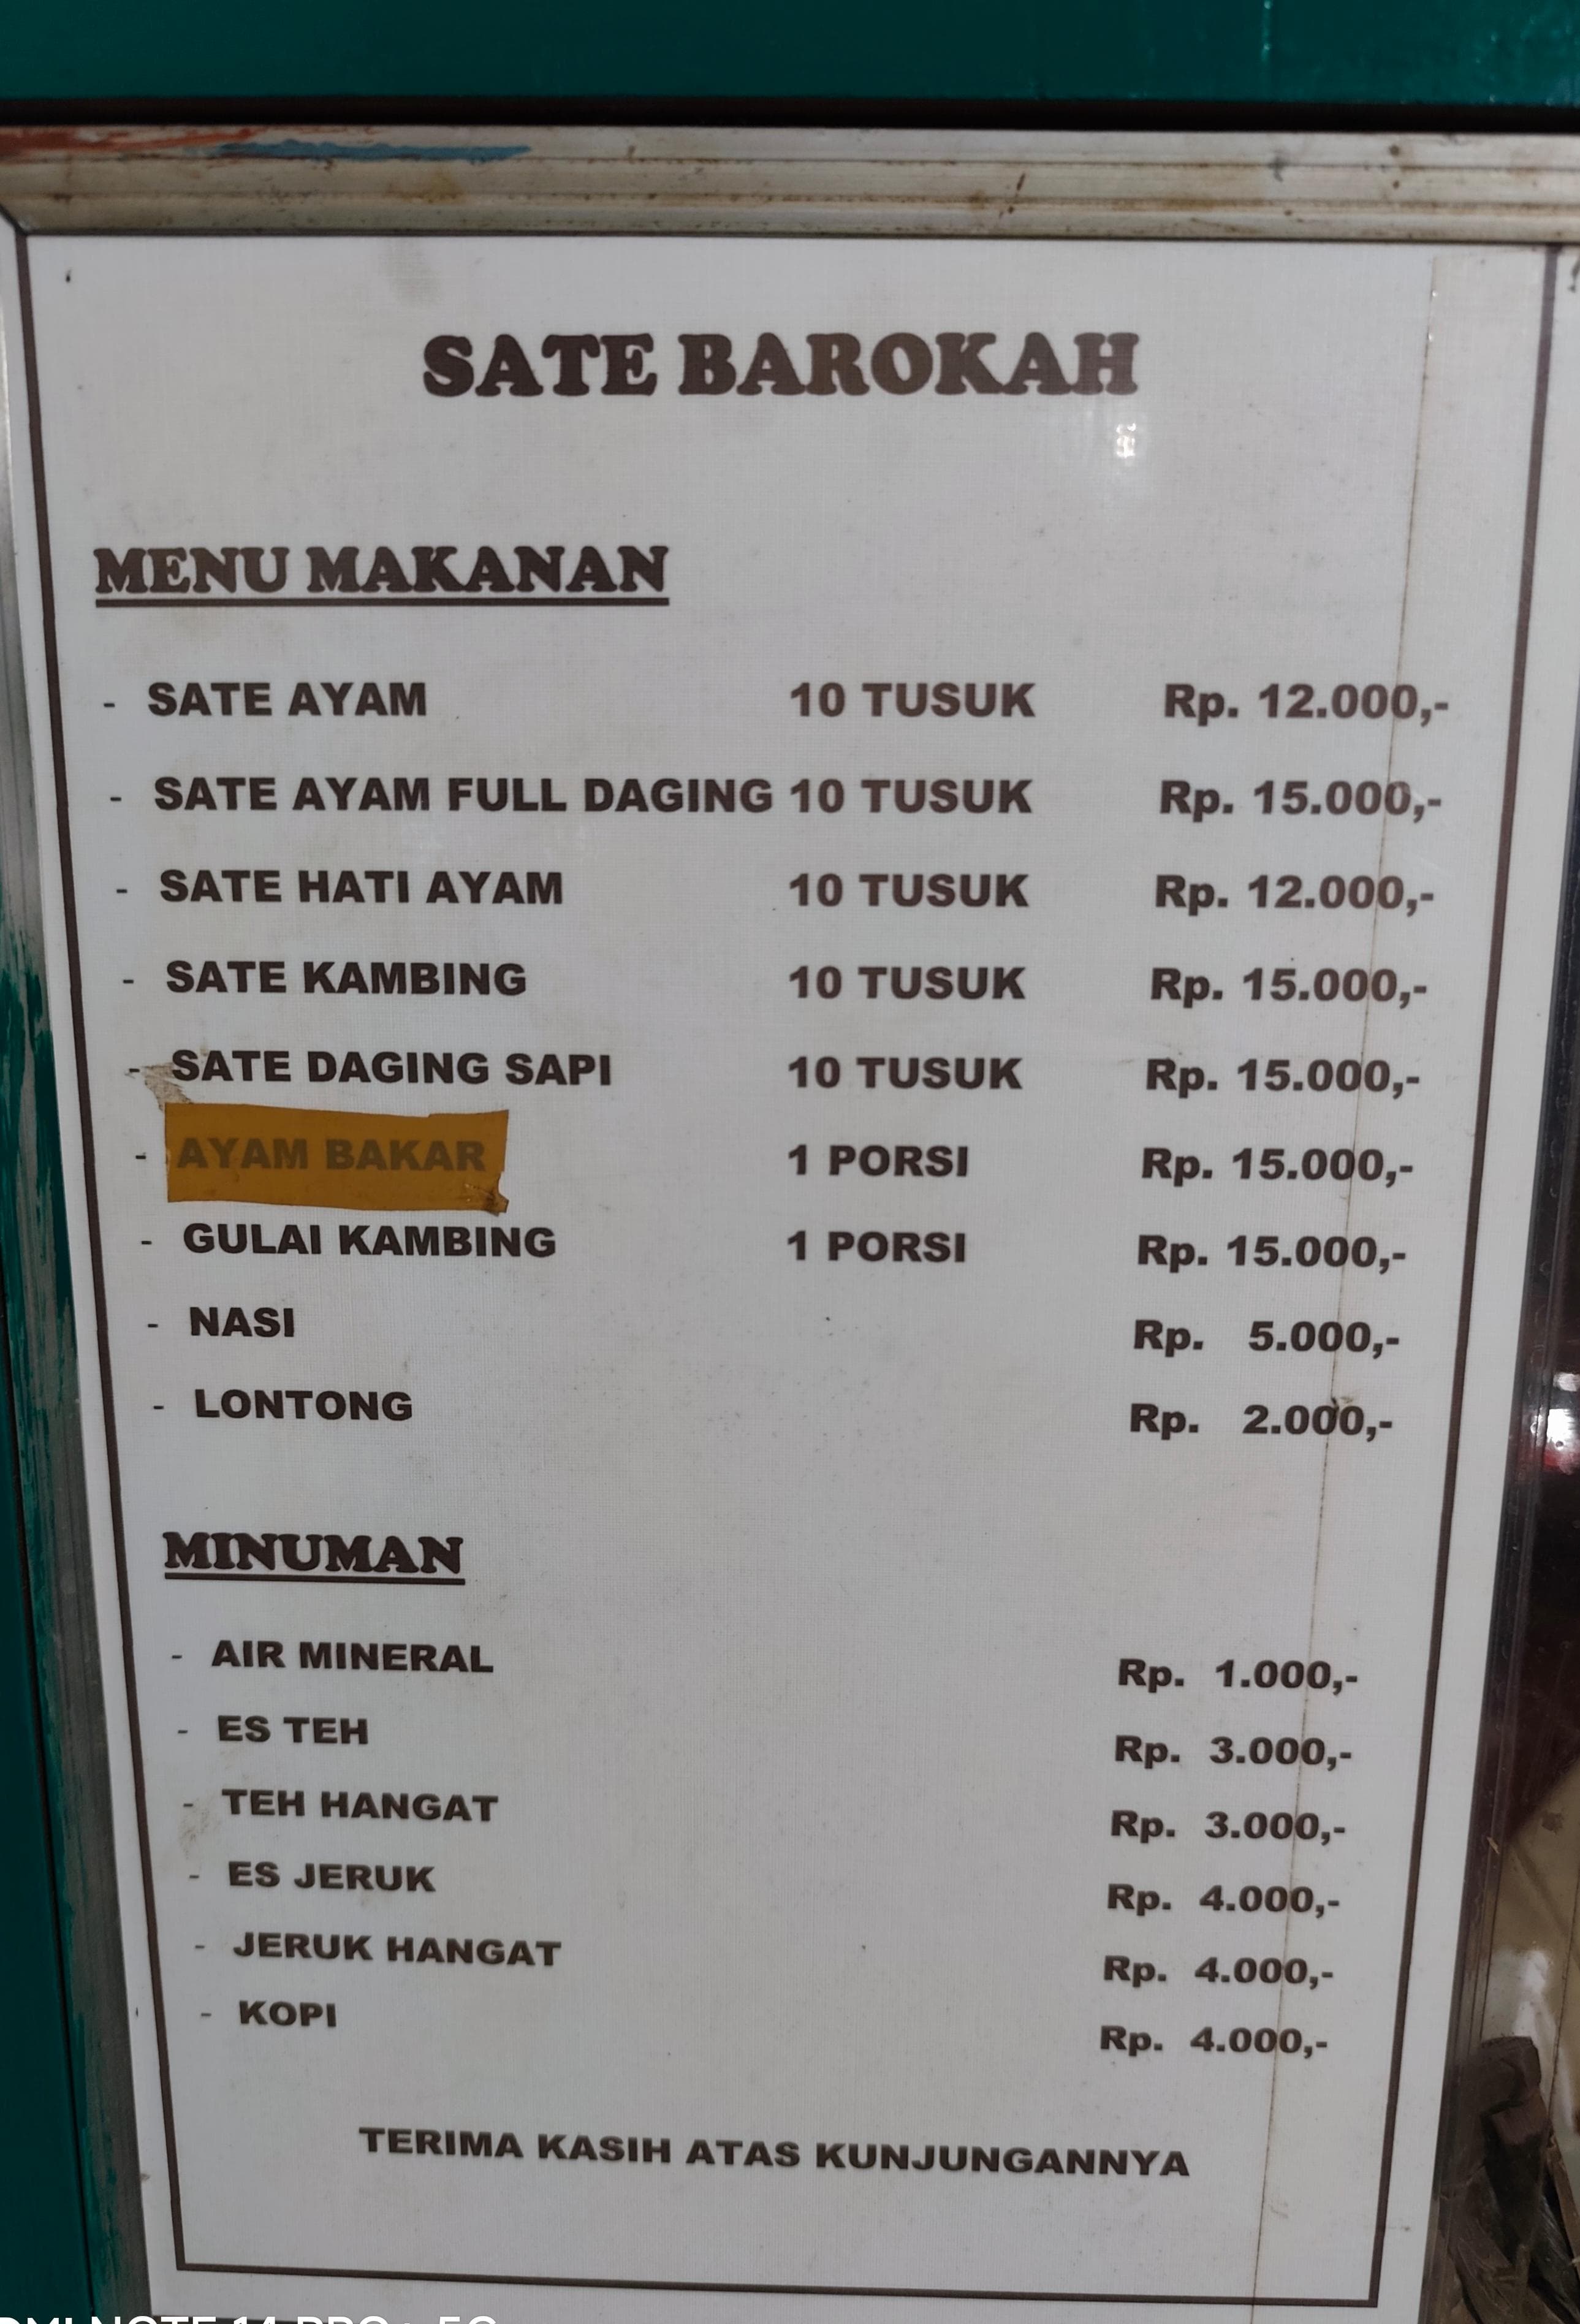 SATE BAROKAH
MENU MAKANAN
- SATE AYAM 10 TUSUK Rp. 12.000,-
- SATE AYAM FULL DAGING 10 TUSUK Rp. 15.000,-
- SATE HATI AYAM 10 TUSUK Rp. 12.000,-
- SATE KAMBING 10 TUSUK Rp. 15.000,-
- SATE DAGING SAPI 10 TUSUK Rp. 15.000,-
- AYAM BAKAR 1 PORSI Rp. 15.000,-
- GULAI KAMBING 1 PORSI Rp. 15.000,-
- NASI Rp. 5.000,-
- LONTONG Rp. 2.000,-
MINUMAN
- AIR MINERAL Rp. 1.000,-
- ES TEH Rp. 3.000,-
- TEH HANGAT Rp. 3.000,-
- ES JERUK Rp. 4.000,-
- JERUK HANGAT Rp. 4.000,-
- KOPI Rp. 4.000,-
TERIMA KASIH ATAS KUNJUNGANNYA